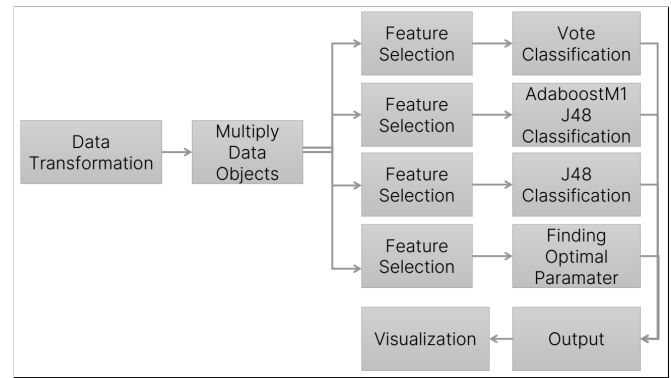 Data
Transformation
Multiply
Data
Objects
Feature
Selection
Vote
Classification
Feature
Selection
AdaboostM1
J48
Classification
Feature
Selection
J48
Classification
Feature
Selection
Finding
Optimal
Paramater
Visualization
Output